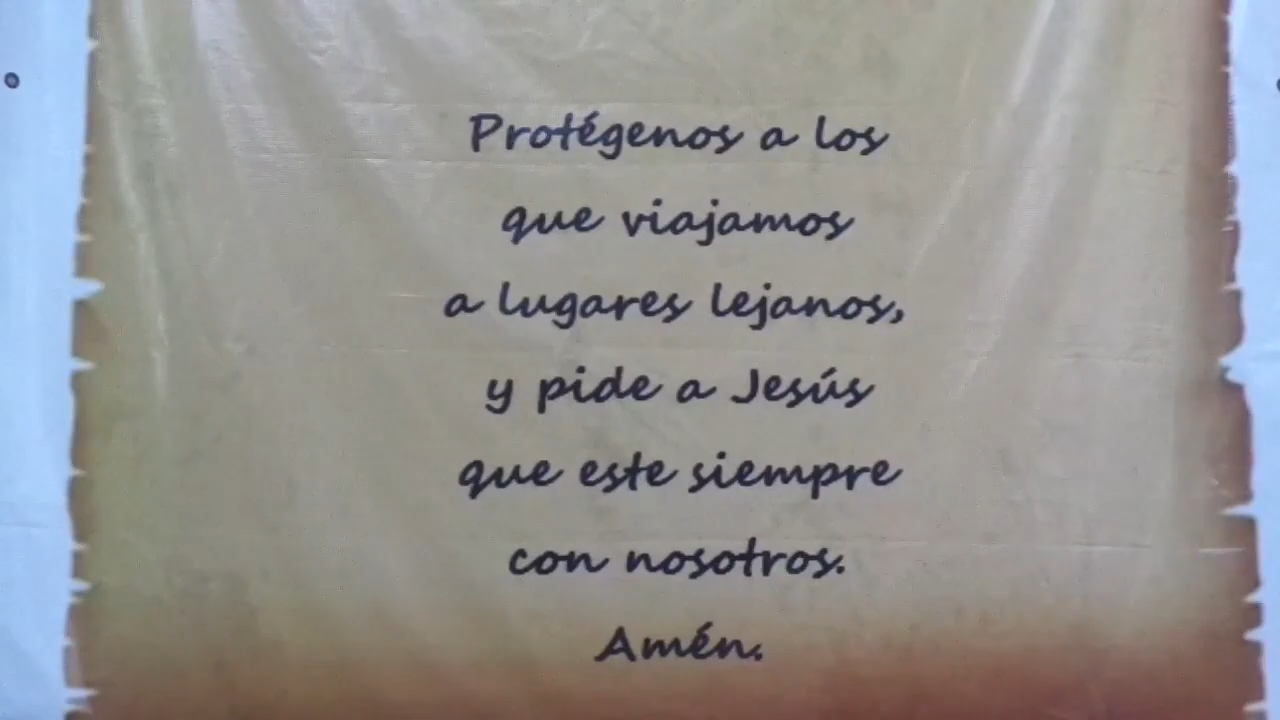 Protégenos a los
que viajamos
a lugares lejanos,
y pide a Jesús
que este siempre
con nosotros.
Amén.